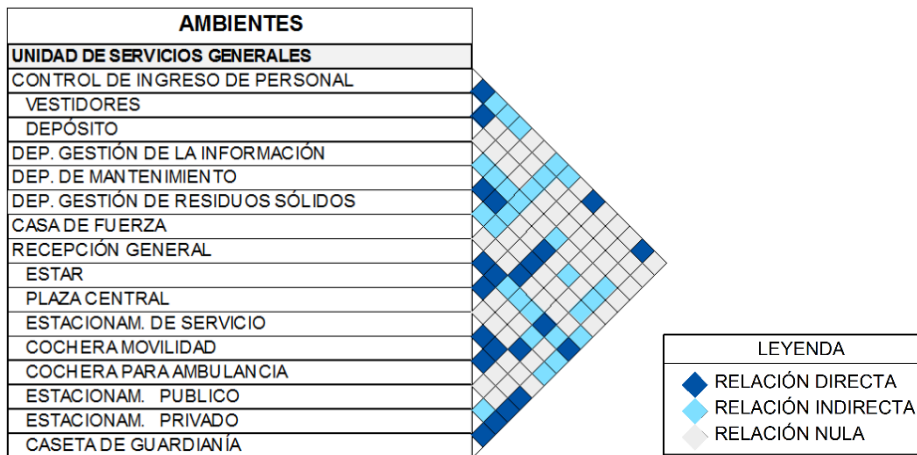 AMBIENTES
UNIDAD DE SERVICIOS GENERALES
CONTROL DE INGRESO DE PERSONAL
VESTIDORES
DEPÓSITO
DEP. GESTIÓN DE LA INFORMACIÓN
DEP. DE MANTENIMIENTO
DEP. GESTIÓN DE RESIDUOS SÓLIDOS
CASA DE FUERZA
RECEPCIÓN GENERAL
ESTAR
PLAZA CENTRAL
ESTACIONAM. DE SERVICIO
COCHERA MOVILIDAD
COCHERA PARA AMBULANCIA
ESTACIONAM. PUBLICO
ESTACIONAM. PRIVADO
CASETA DE GUARDIANÍA
LEYENDA
RELACIÓN DIRECTA
RELACIÓN INDIRECTA
RELACIÓN NULA